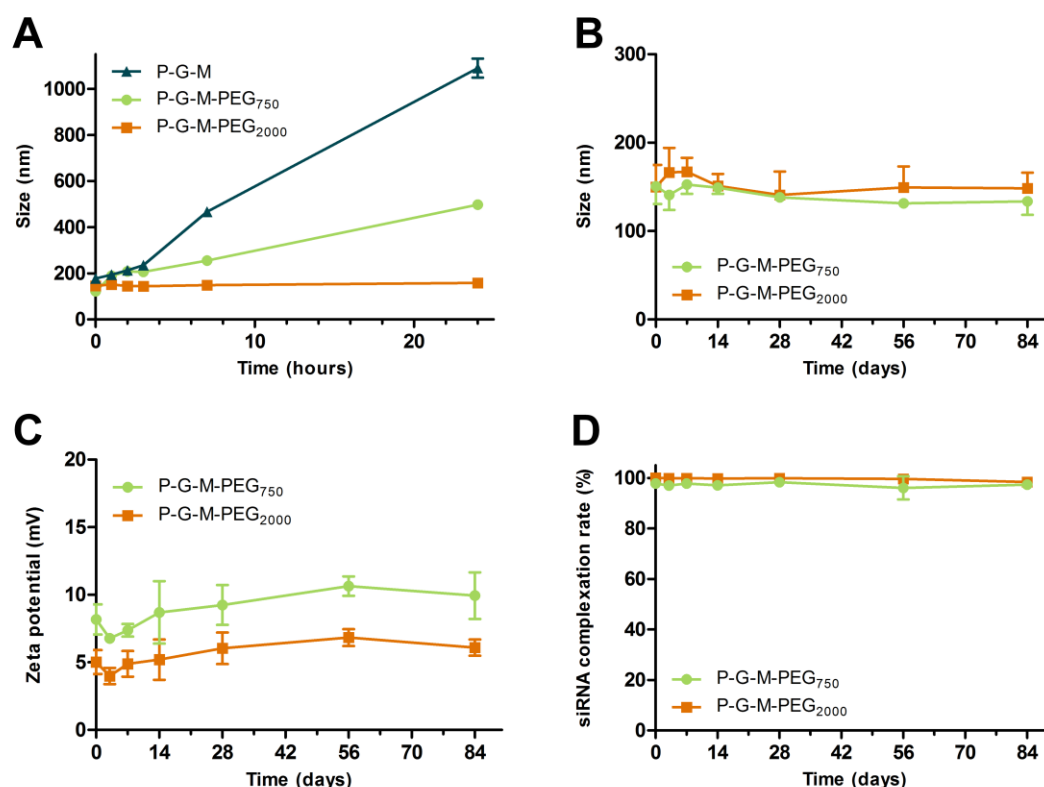 A
P-G-M
P-G-M-PEG750
P-G-M-PEG2000
1000
800
600
400
200
0
Size (nm)
0 10 20
Time (hours)
B
300
200
100
0
Size (nm)
P-G-M-PEG750
P-G-M-PEG2000
0 14 28 42 56 70 84
Time (days)
C
20
15
10
5
0
Zeta potential (mV)
P-G-M-PEG750
P-G-M-PEG2000
0 14 28 42 56 70 84
Time (days)
D
100
80
60
40
20
0
siRNA complexation rate (%)
P-G-M-PEG750
P-G-M-PEG2000
0 14 28 42 56 70 84
Time (days)